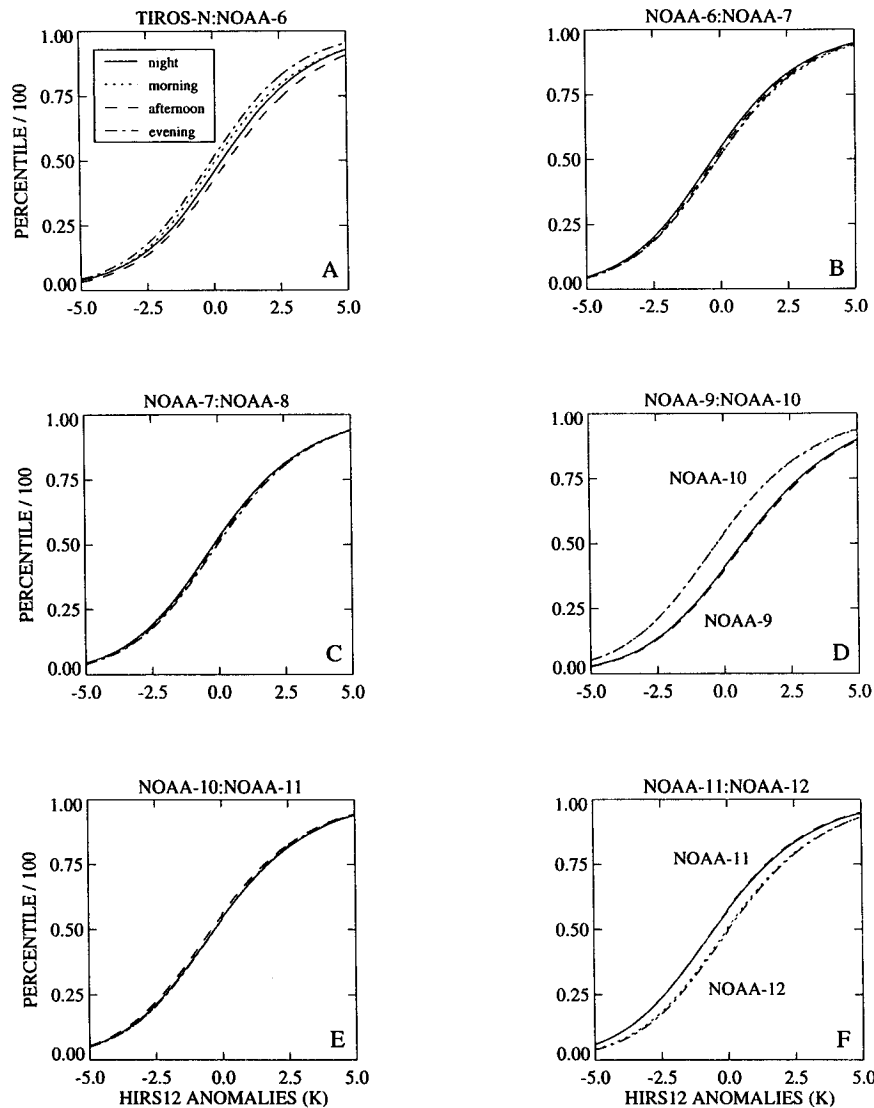 TIROS-N:NOAA-6
1.00
0.75
0.50
0.25
0.00
PERCENTILE / 100
night
morning
afternoon
evening
A
-5.0 -2.5 0.0 2.5 5.0
NOAA-6:NOAA-7
1.00
0.75
0.50
0.25
0.00
B
-5.0 -2.5 0.0 2.5 5.0
NOAA-7:NOAA-8
1.00
0.75
0.50
0.25
0.00
PERCENTILE / 100
C
-5.0 -2.5 0.0 2.5 5.0
NOAA-9:NOAA-10
1.00
0.75
0.50
0.25
0.00
NOAA-10
NOAA-9
D
-5.0 -2.5 0.0 2.5 5.0
NOAA-10:NOAA-11
1.00
0.75
0.50
0.25
0.00
PERCENTILE / 100
E
-5.0 -2.5 0.0 2.5 5.0
HIRS12 ANOMALIES (K)
NOAA-11:NOAA-12
1.00
0.75
0.50
0.25
0.00
NOAA-11
NOAA-12
F
-5.0 -2.5 0.0 2.5 5.0
HIRS12 ANOMALIES (K)